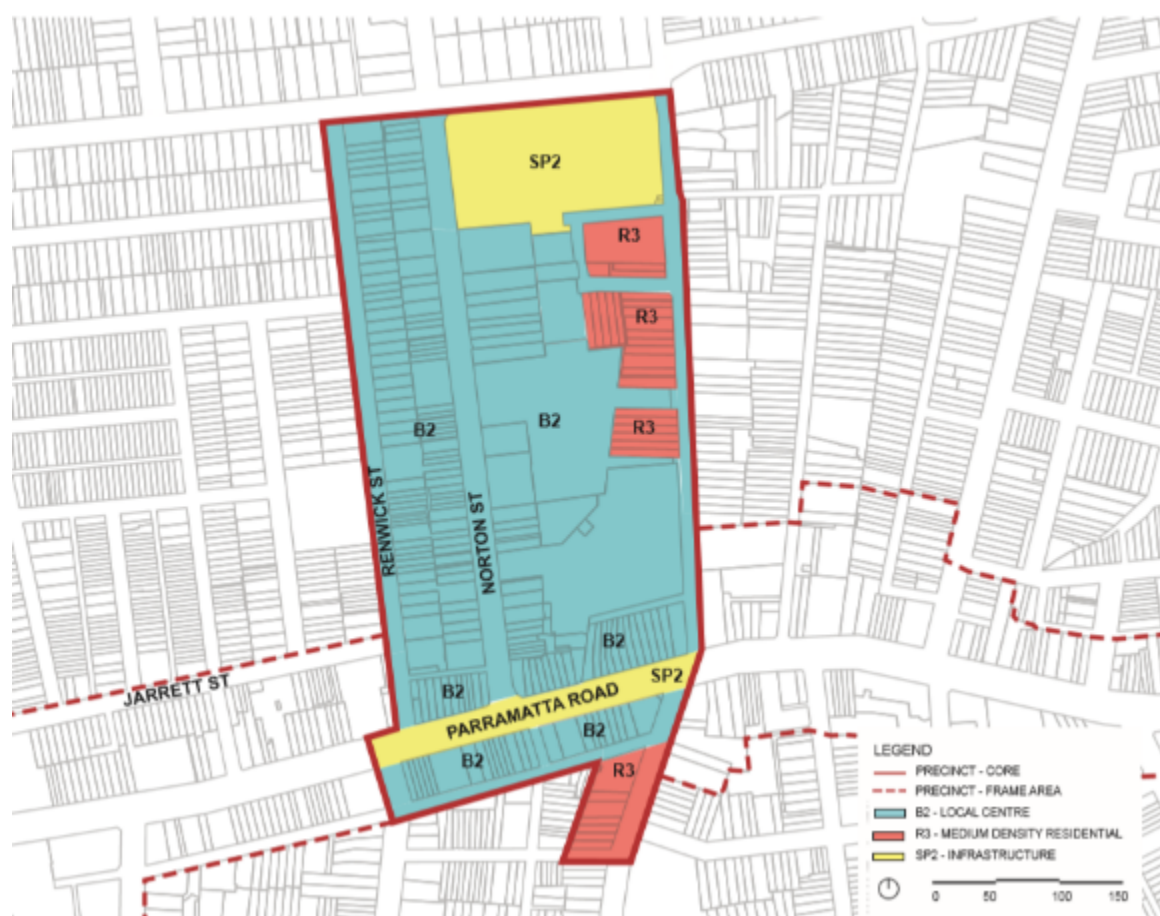 SP2
R3
R3
B2
B2
R3
RENWICK ST
NORTON ST
B2
SP2
JARRETT ST
B2
PARRAMATTA ROAD
B2
B2
R3
LEGEND
PRECINCT - CORE
PRECINCT - FRAME AREA
B2 - LOCAL CENTRE
R3 - MEDIUM DENSITY RESIDENTIAL
SP2 - INFRASTRUCTURE
0 50 100 150